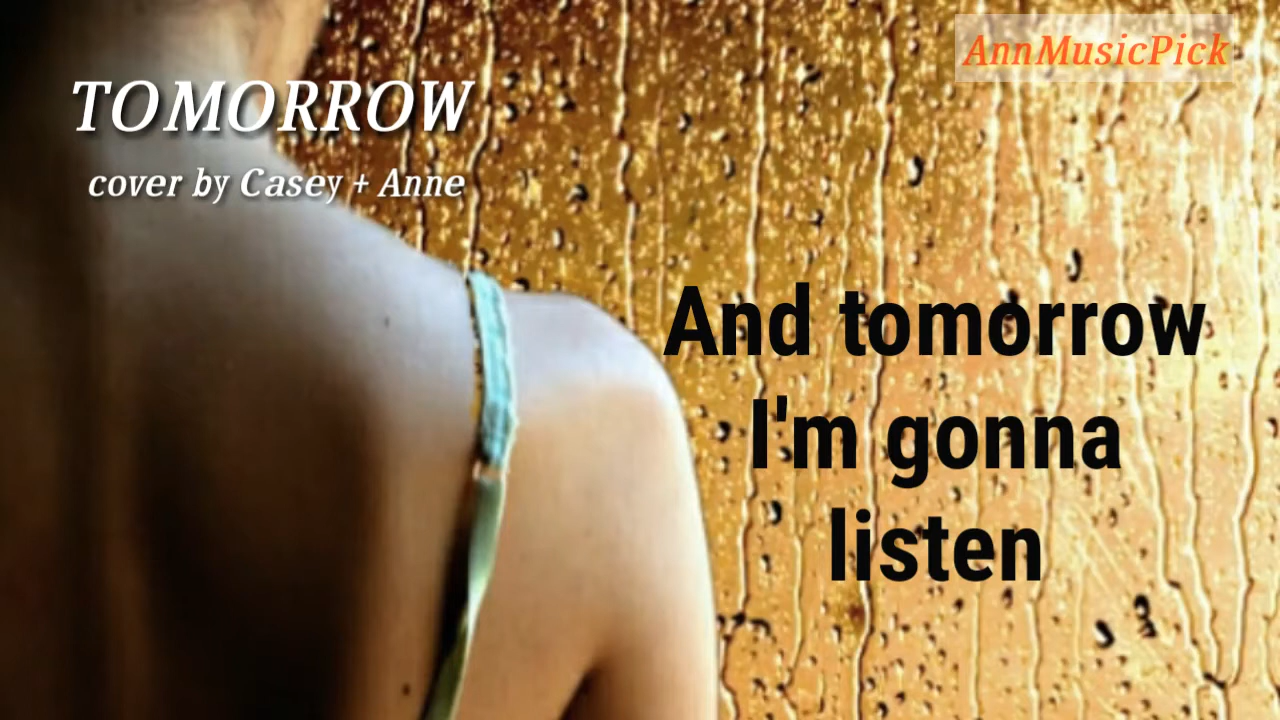 AnnMusicPick
TOMORROW
cover by Casey + Anne
And tomorrow
I'm gonna
listen